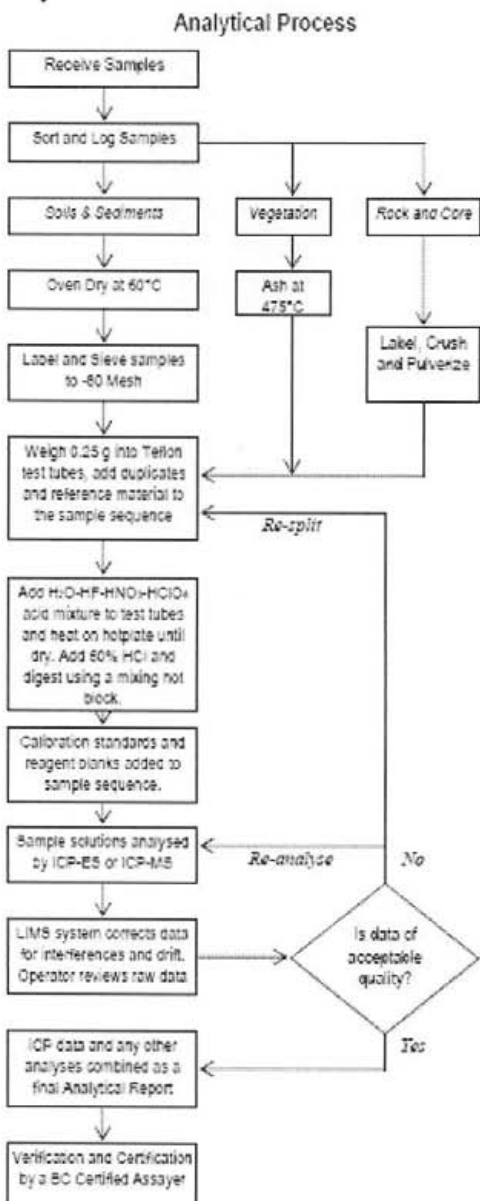 Analytical Process
Receive Samples
Sort and Log Samples
Soils & Sediments
Vegetation
Rock and Core
Oven Dry at 60°C
Ash at
475°C
Label and Sieve samples
to -80 Mesh
Label, Crush
and Pulverize
Weigh 0.25 g into Teflon
test tubes, add duplicates
and reference material to
the sample sequence
Re-split
Add H₂O-HF-HNO₃-HClO₄
acid mixture to test tubes
and heat on hotplate until
dry. Add 50% HCl and
digest using a mixing hot
block.
Calibration standards and
reagent blanks added to
sample sequence.
Sample solutions analysed
by ICP-ES or ICP-MS
Re-analyse
No
LIMS system corrects data
for interferences and drift.
Operator reviews raw data
Is data of
acceptable
quality?
Yes
ICP data and any other
analyses combined as a
final Analytical Report
Verification and Certification
by a BC Certified Assayer